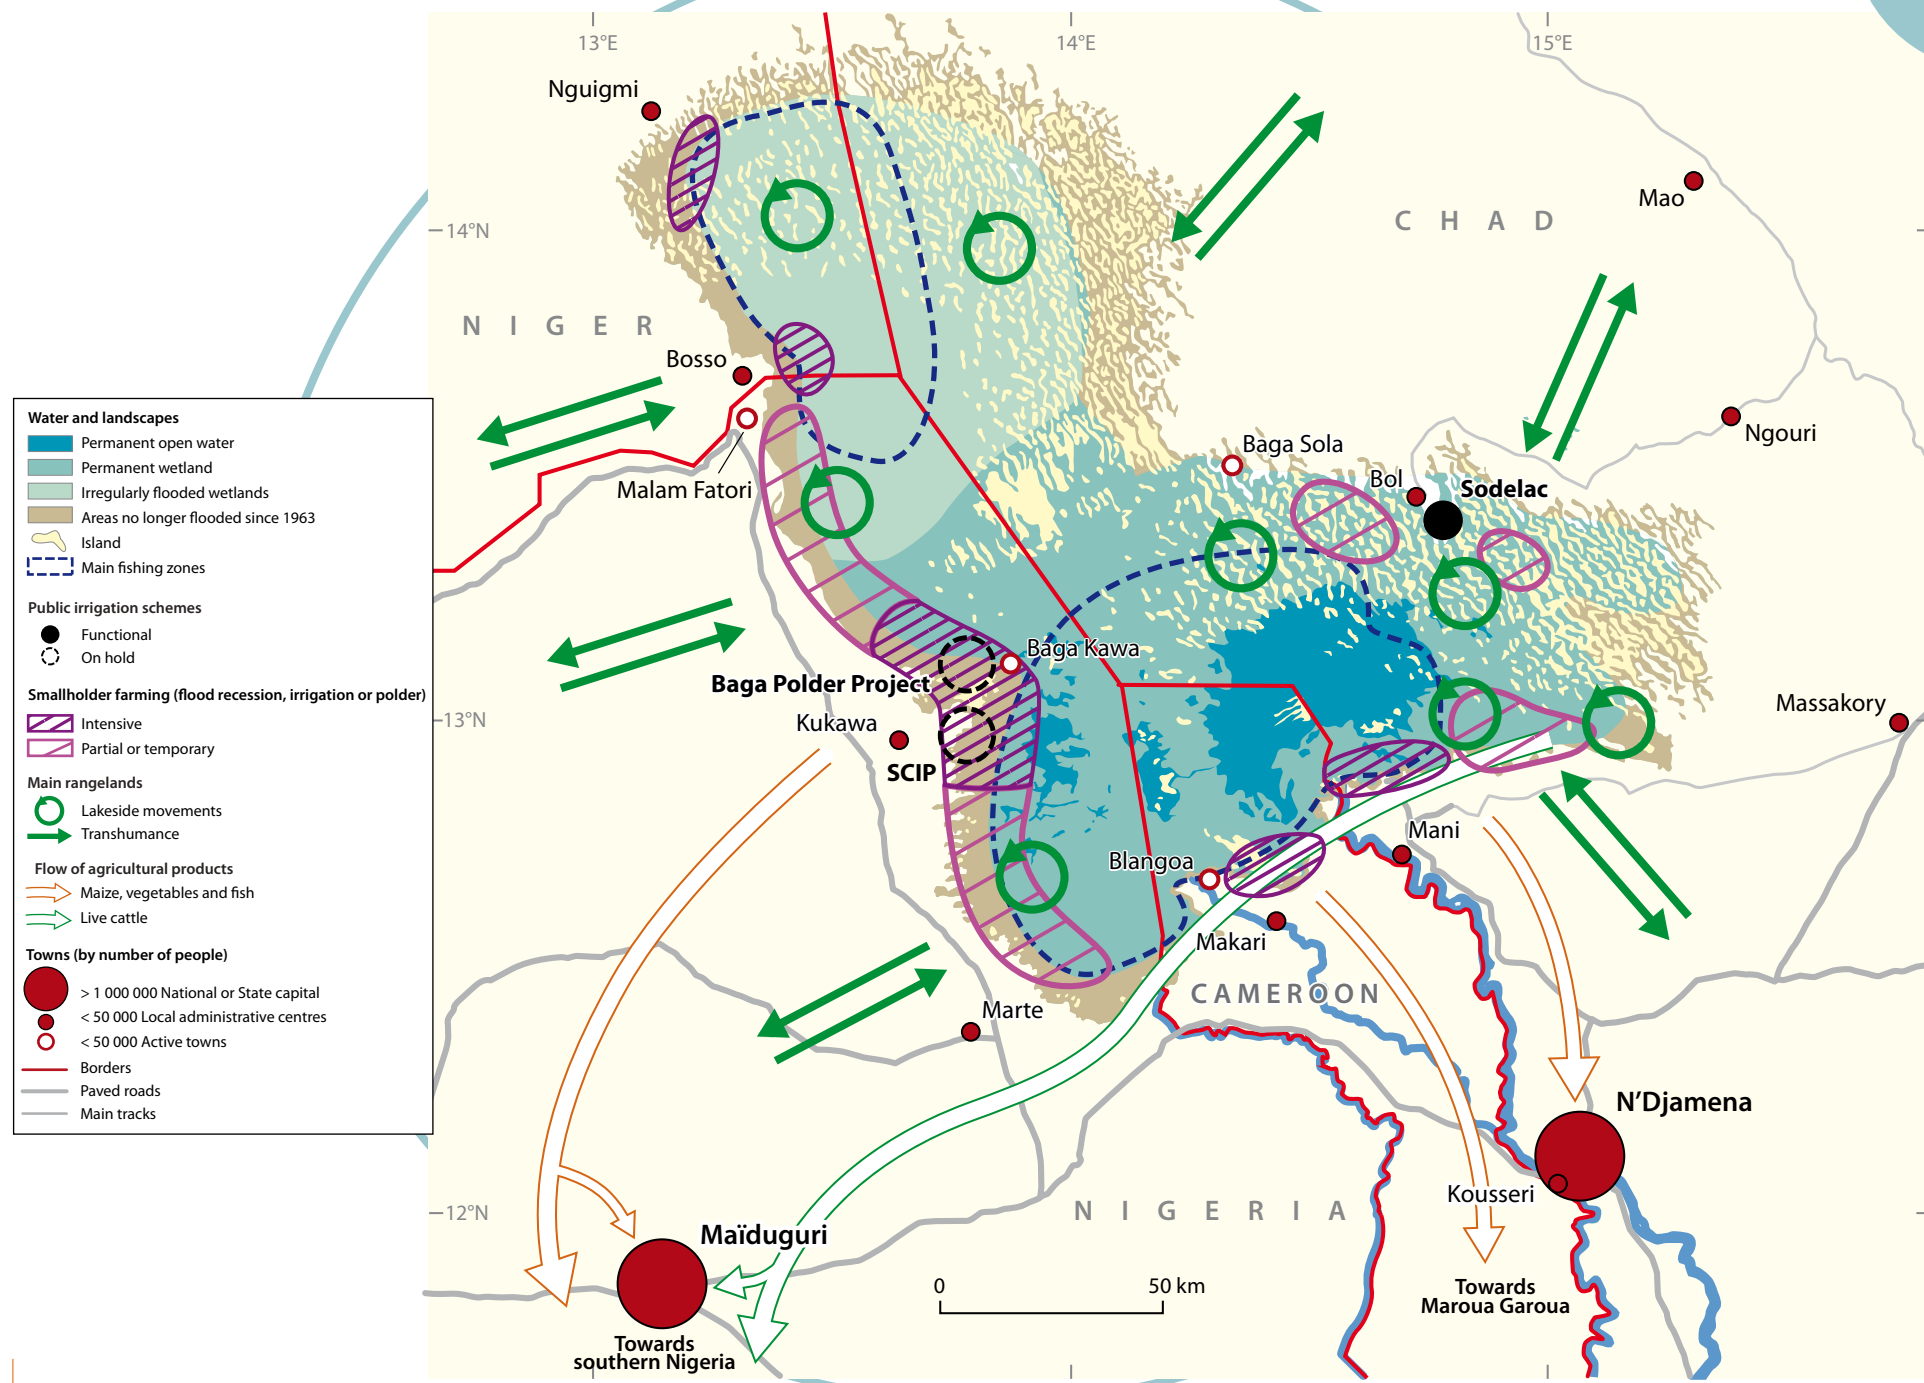 13°E
14°E
15°E
Nguigmi
Mao
C H A D
14°N
N I G E R
Bosso
Malam Fatori
Baga Sola
Bol
Sodelac
Ngouri
Baga Kawa
Baga Polder Project
Kukawa
SCIP
13°N
Massakory
Mani
Blangoa
Makari
CAMEROON
Marte
N'Djamena
Kousseri
12°N
N I G E R I A
Maïduguri
0 50 km
Towards
Maroua Garoua
Towards
southern Nigeria
Water and landscapes
Permanent open water
Permanent wetland
Irregularly flooded wetlands
Areas no longer flooded since 1963
Island
Main fishing zones
Public irrigation schemes
Functional
On hold
Smallholder farming (flood recession, irrigation or polder)
Intensive
Partial or temporary
Main rangelands
Lakeside movements
Transhumance
Flow of agricultural products
Maize, vegetables and fish
Live cattle
Towns (by number of people)
> 1 000 000 National or State capital
< 50 000 Local administrative centres
< 50 000 Active towns
Borders
Paved roads
Main tracks